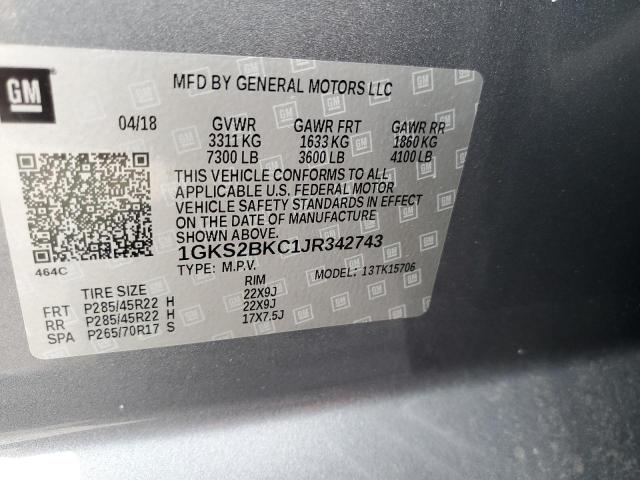 GM
MFD BY GENERAL MOTORS LLC
04/18 GVWR GAWR FRT GAWR RR
3311 KG 1633 KG 1860 KG
7300 LB 3600 LB 4100 LB
THIS VEHICLE CONFORMS TO ALL
APPLICABLE U.S. FEDERAL MOTOR
VEHICLE SAFETY STANDARDS IN EFFECT
ON THE DATE OF MANUFACTURE
SHOWN ABOVE.
1GKS2BKC1JR342743
464C
TYPE: M.P.V. MODEL: 13TK15706
TIRE SIZE RIM
FRT P285/45R22 H 22X9J
RR P285/45R22 H 22X9J
SPA P265/70R17 S 17X7.5J